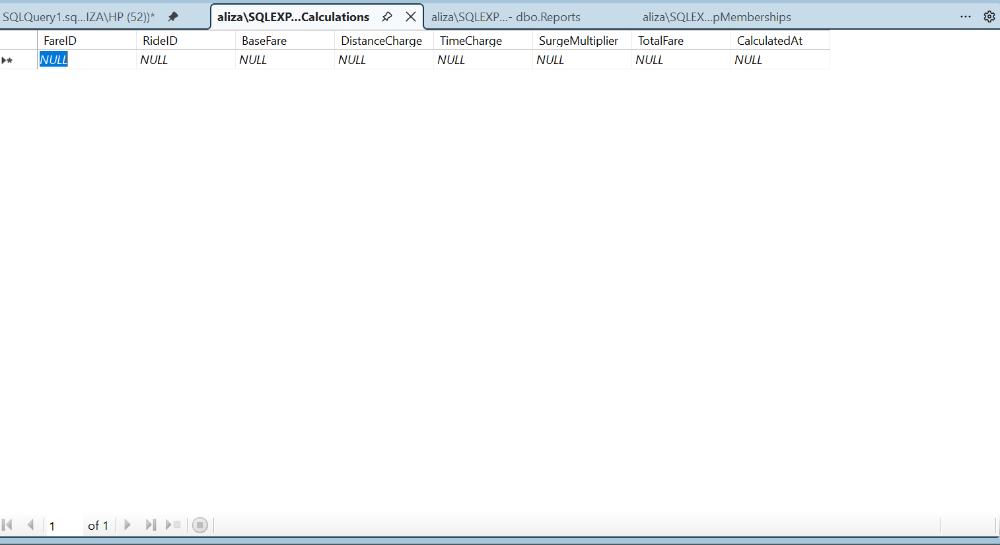 SQLQuery1.sq...IZA\HP (52))* aliza\SQLEXP...Calculations aliza\SQLEXP...- dbo.Reports aliza\SQLEX...pMemberships
FareID RideID BaseFare DistanceCharge TimeCharge SurgeMultiplier TotalFare CalculatedAt
NULL NULL NULL NULL NULL NULL NULL NULL
1 of 1